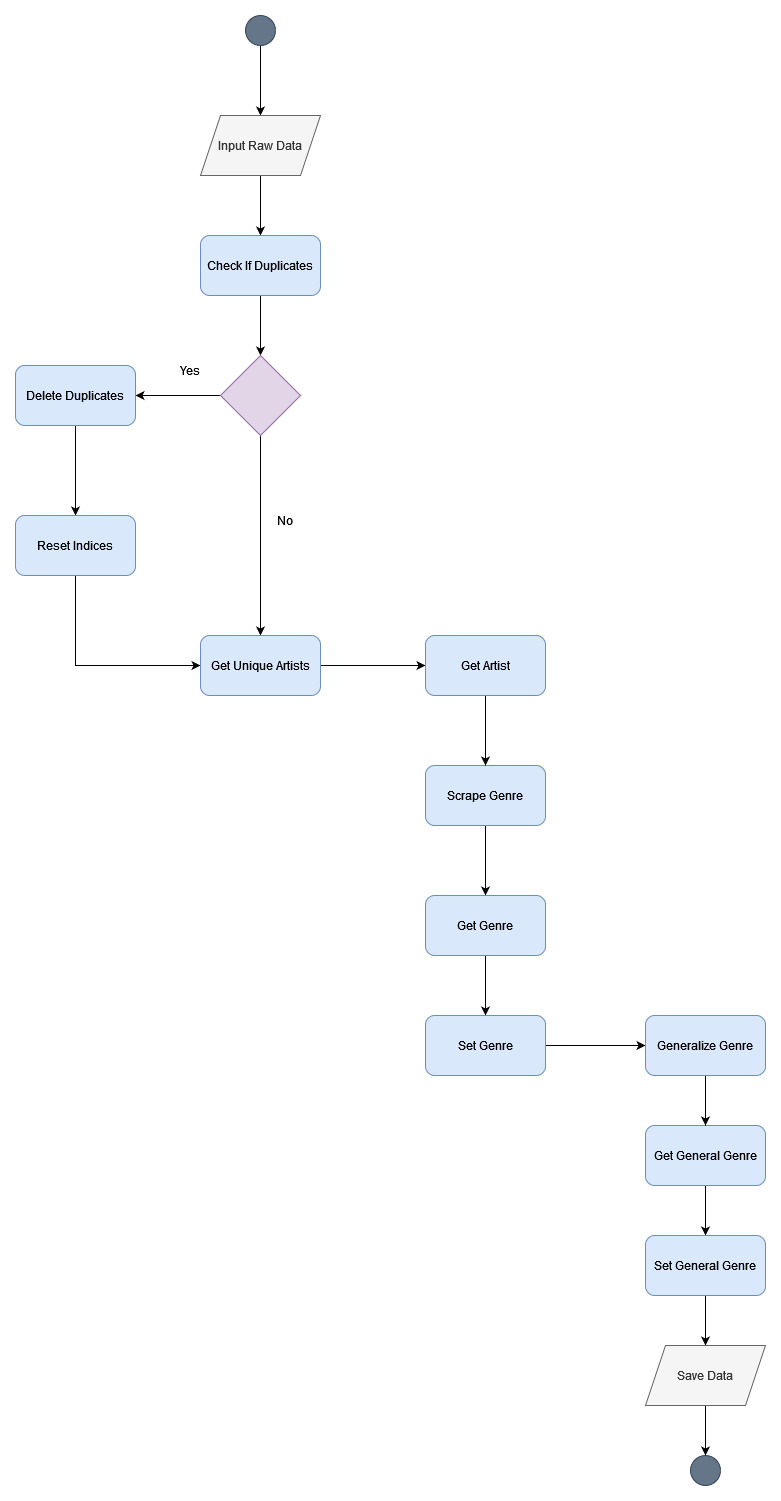 Input Raw Data
Check If Duplicates
Yes
Delete Duplicates
No
Reset Indices
Get Unique Artists
Get Artist
Scrape Genre
Get Genre
Set Genre
Generalize Genre
Get General Genre
Set General Genre
Save Data